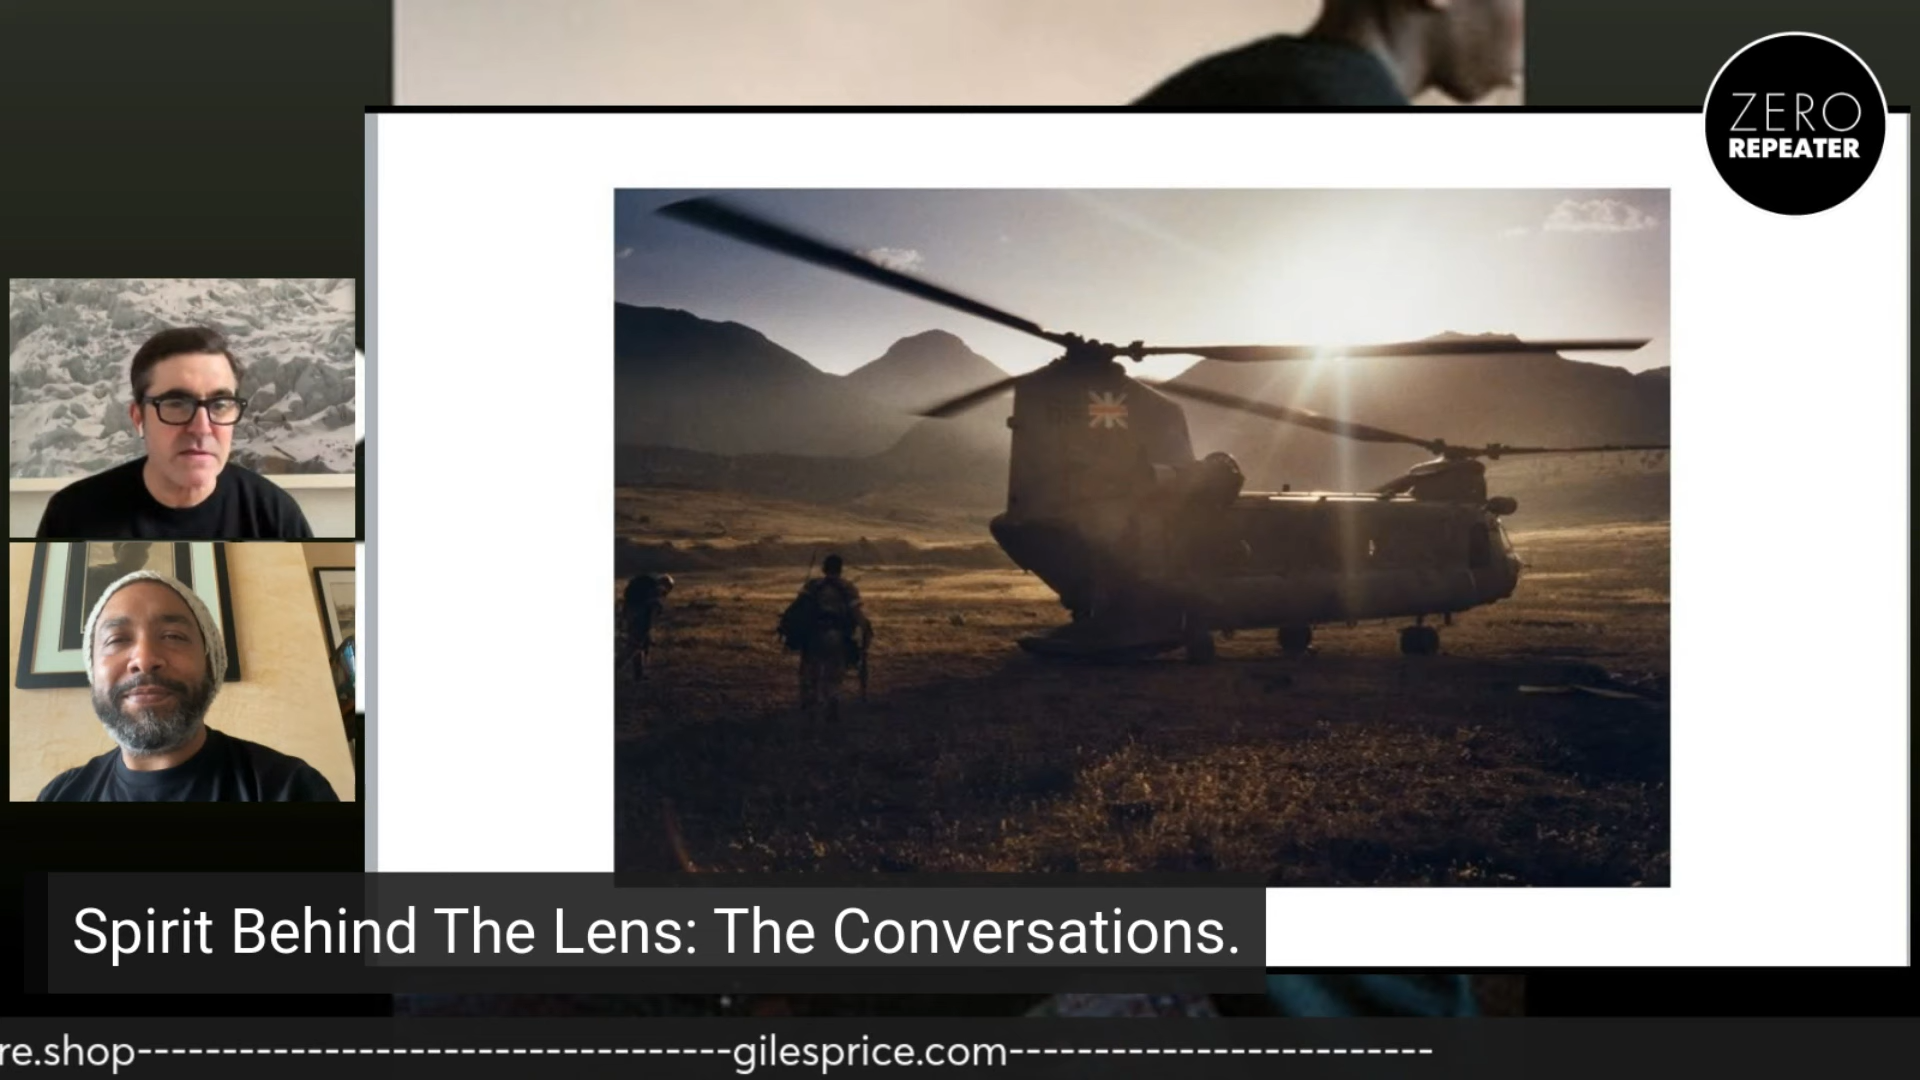 ZERO
REPEATER
Spirit Behind The Lens: The Conversations.
re.shop---------------------------------gilesprice.com-----------------------